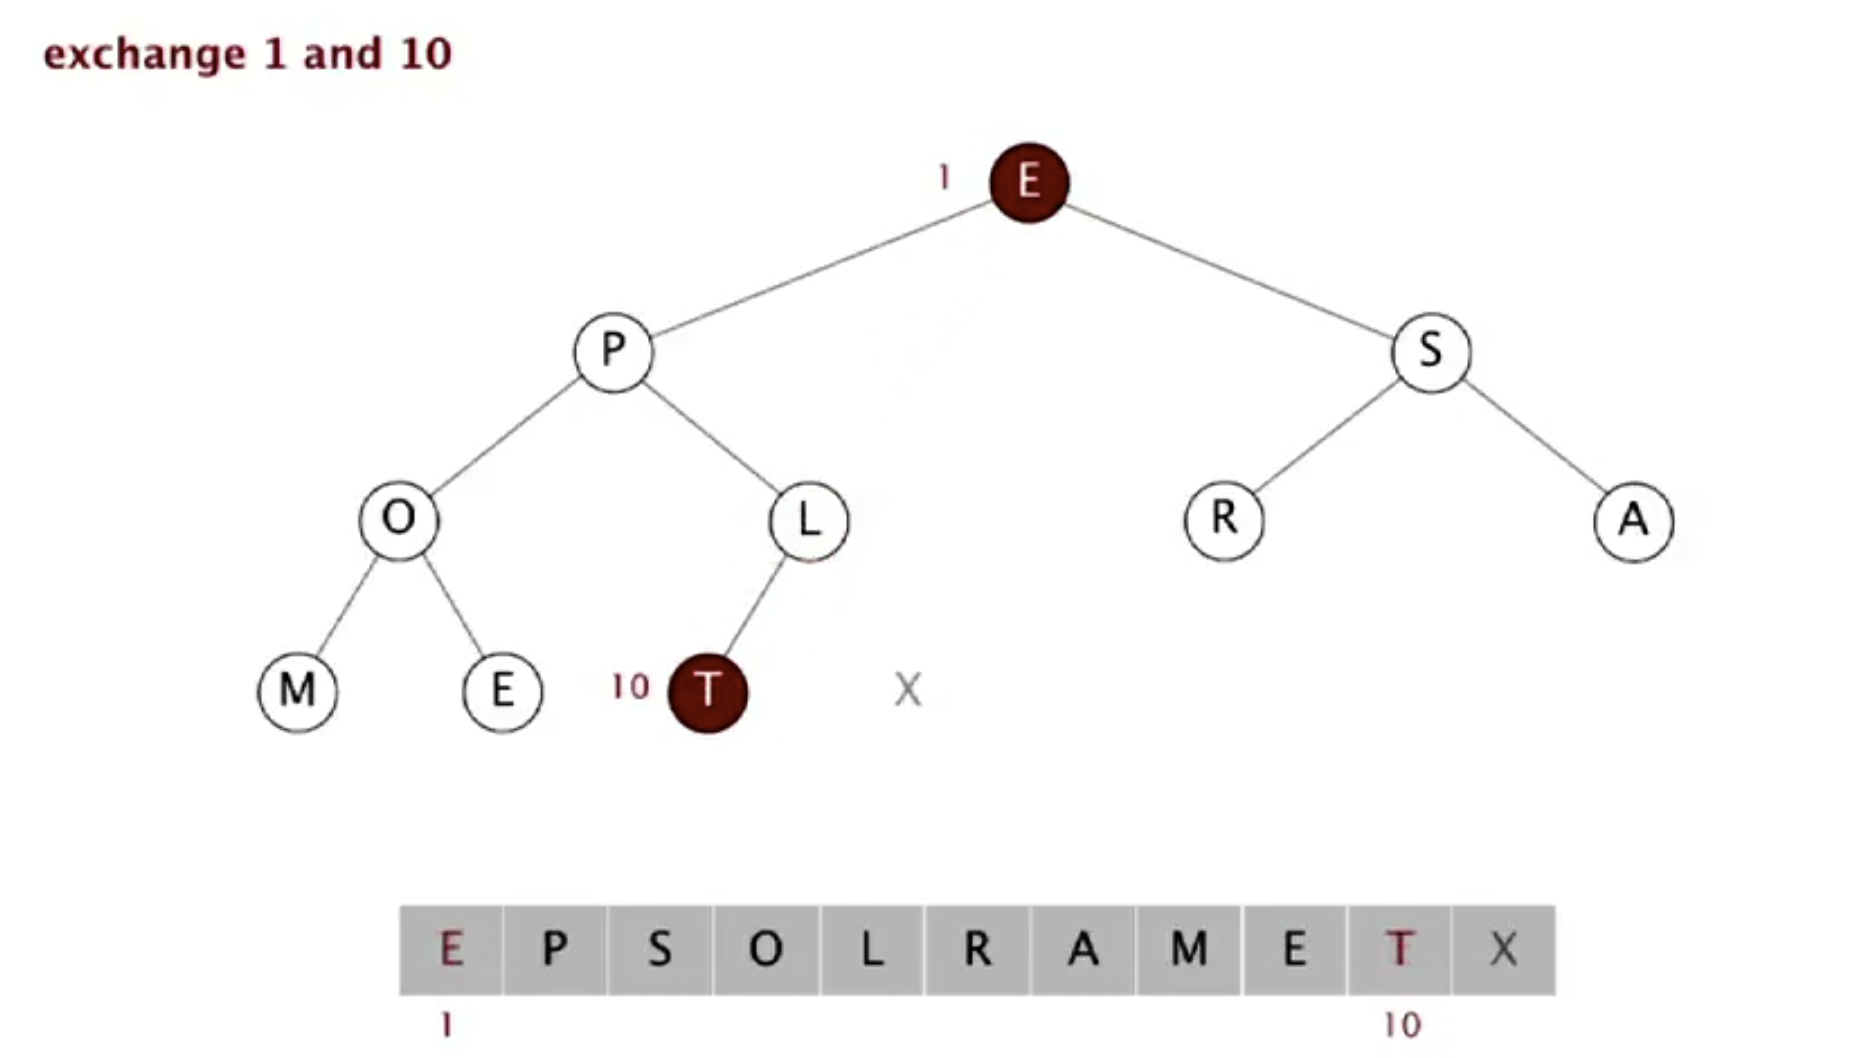 exchange 1 and 10
1 E
P S
O L R A
M E 10 T X
E P S O L R A M E T X
1 10